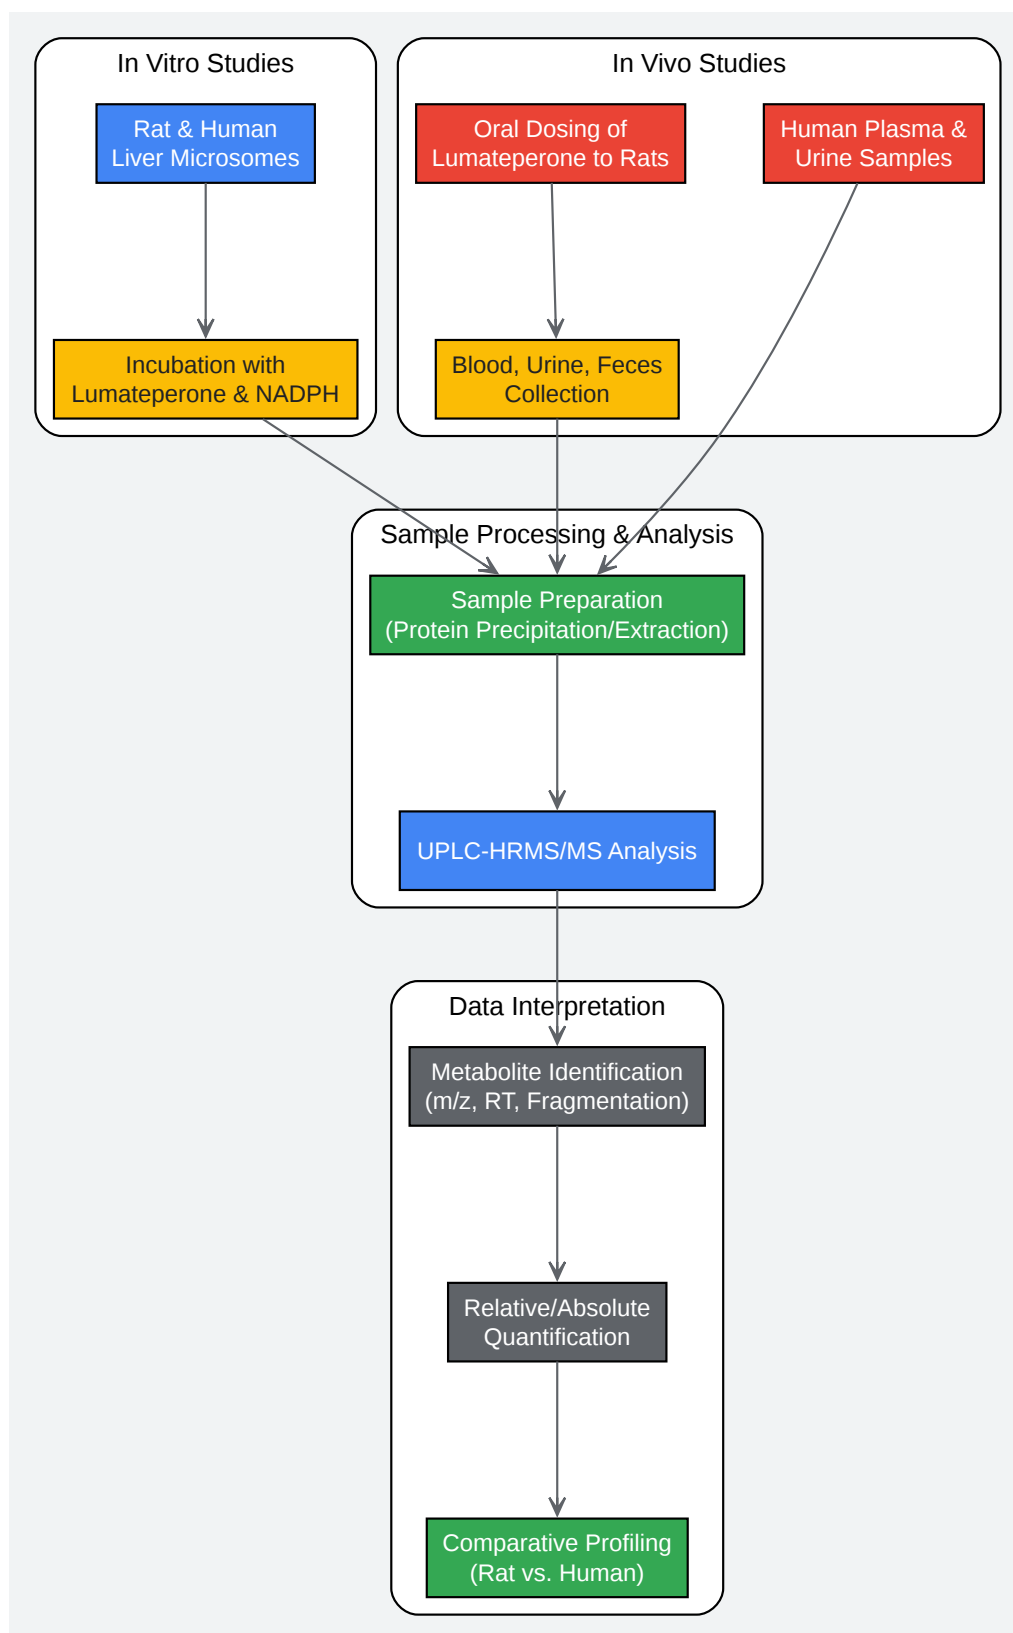 In Vitro Studies
Rat & Human
Liver Microsomes
Incubation with
Lumateperone & NADPH
In Vivo Studies
Oral Dosing of
Lumateperone to Rats
Human Plasma &
Urine Samples
Blood, Urine, Feces
Collection
Sample Processing & Analysis
Sample Preparation
(Protein Precipitation/Extraction)
UPLC-HRMS/MS Analysis
Data Interpretation
Metabolite Identification
(m/z, RT, Fragmentation)
Relative/Absolute
Quantification
Comparative Profiling
(Rat vs. Human)